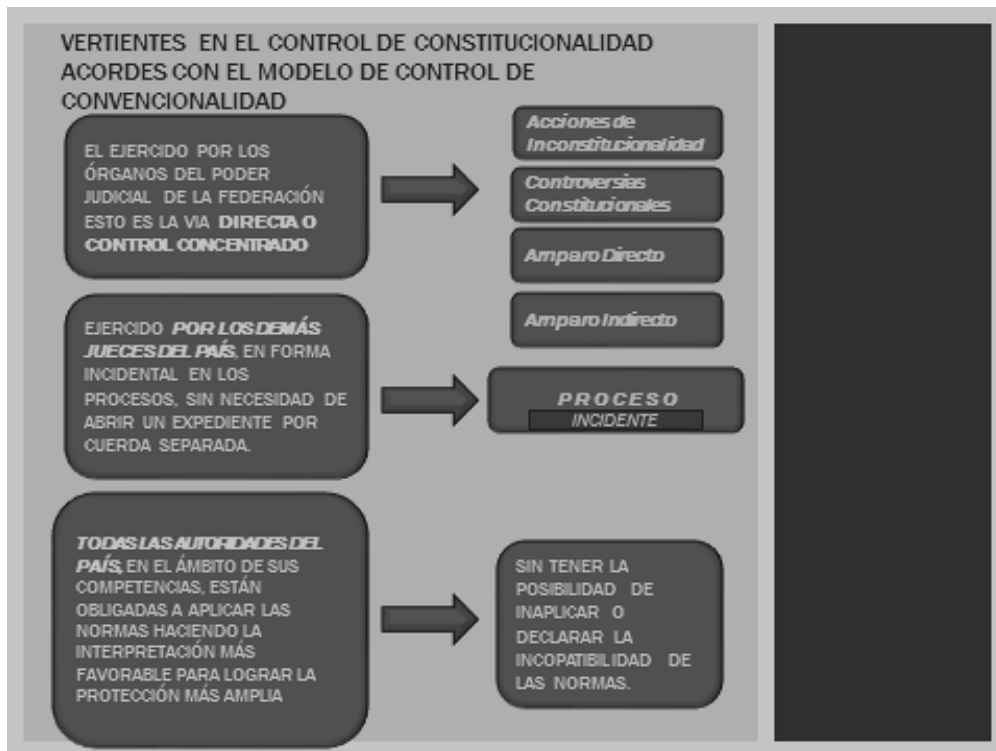 VERTIENTES EN EL CONTROL DE CONSTITUCIONALIDAD
ACORDES CON EL MODELO DE CONTROL DE
CONVENCIONALIDAD
EL EJERCIDO POR LOS
ÓRGANOS DEL PODER
JUDICIAL DE LA FEDERACIÓN
ESTO ES LA VIA DIRECTA O
CONTROL CONCENTRADO
Acciones de
Inconstitucionalidad
Controversias
Constitucionales
Amparo Directo
Amparo Indirecto
EJERCIDO POR LOS DEMÁS
JUECES DEL PAÍS, EN FORMA
INCIDENTAL EN LOS
PROCESOS, SIN NECESIDAD DE
ABRIR UN EXPEDIENTE POR
CUERDA SEPARADA.
PROCESO
INCIDENTE
TODAS LAS AUTORIDADES DEL
PAÍS, EN EL ÁMBITO DE SUS
COMPETENCIAS, ESTÁN
OBLIGADAS A APLICAR LAS
NORMAS HACIENDO LA
INTERPRETACIÓN MÁS
FAVORABLE PARA LOGRAR LA
PROTECCIÓN MÁS AMPLIA
SIN TENER LA
POSIBILIDAD DE
INAPLICAR O
DECLARAR LA
INCOPATIBILIDAD DE
LAS NORMAS.